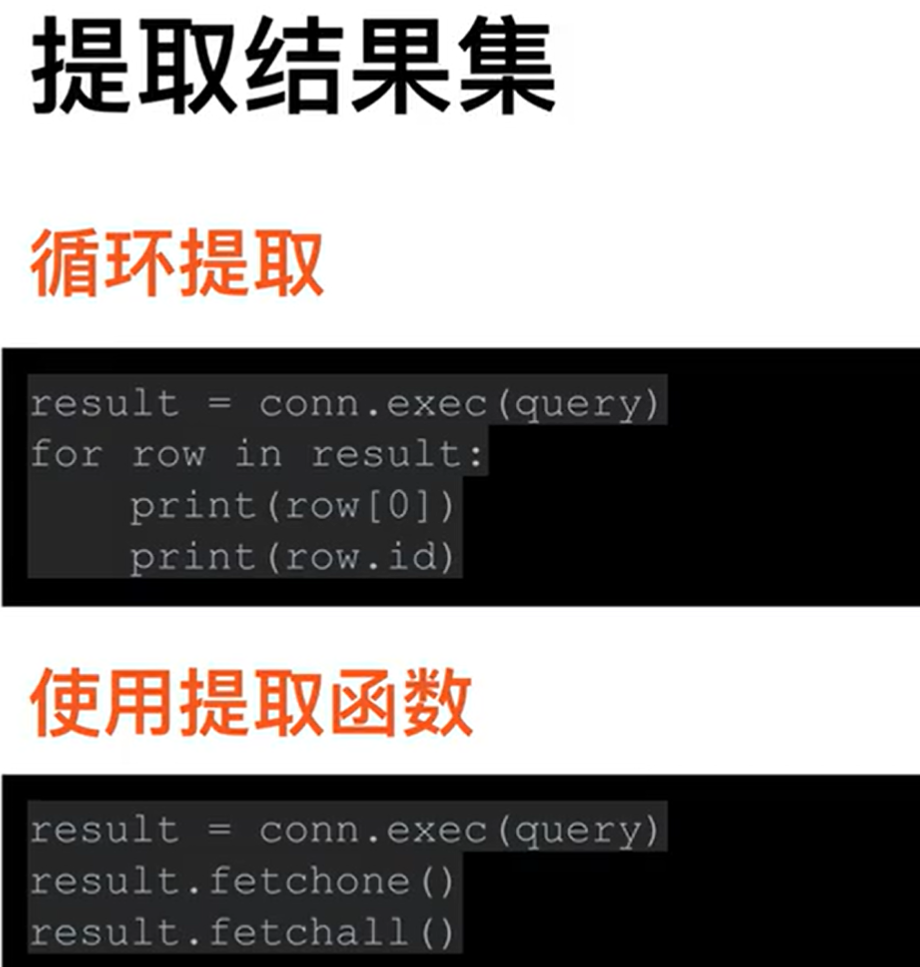 提取结果集
循环提取
result = conn.exec(query)
for row in result:
    print(row[0])
    print(row.id)
使用提取函数
result = conn.exec(query)
result.fetchone()
result.fetchall()